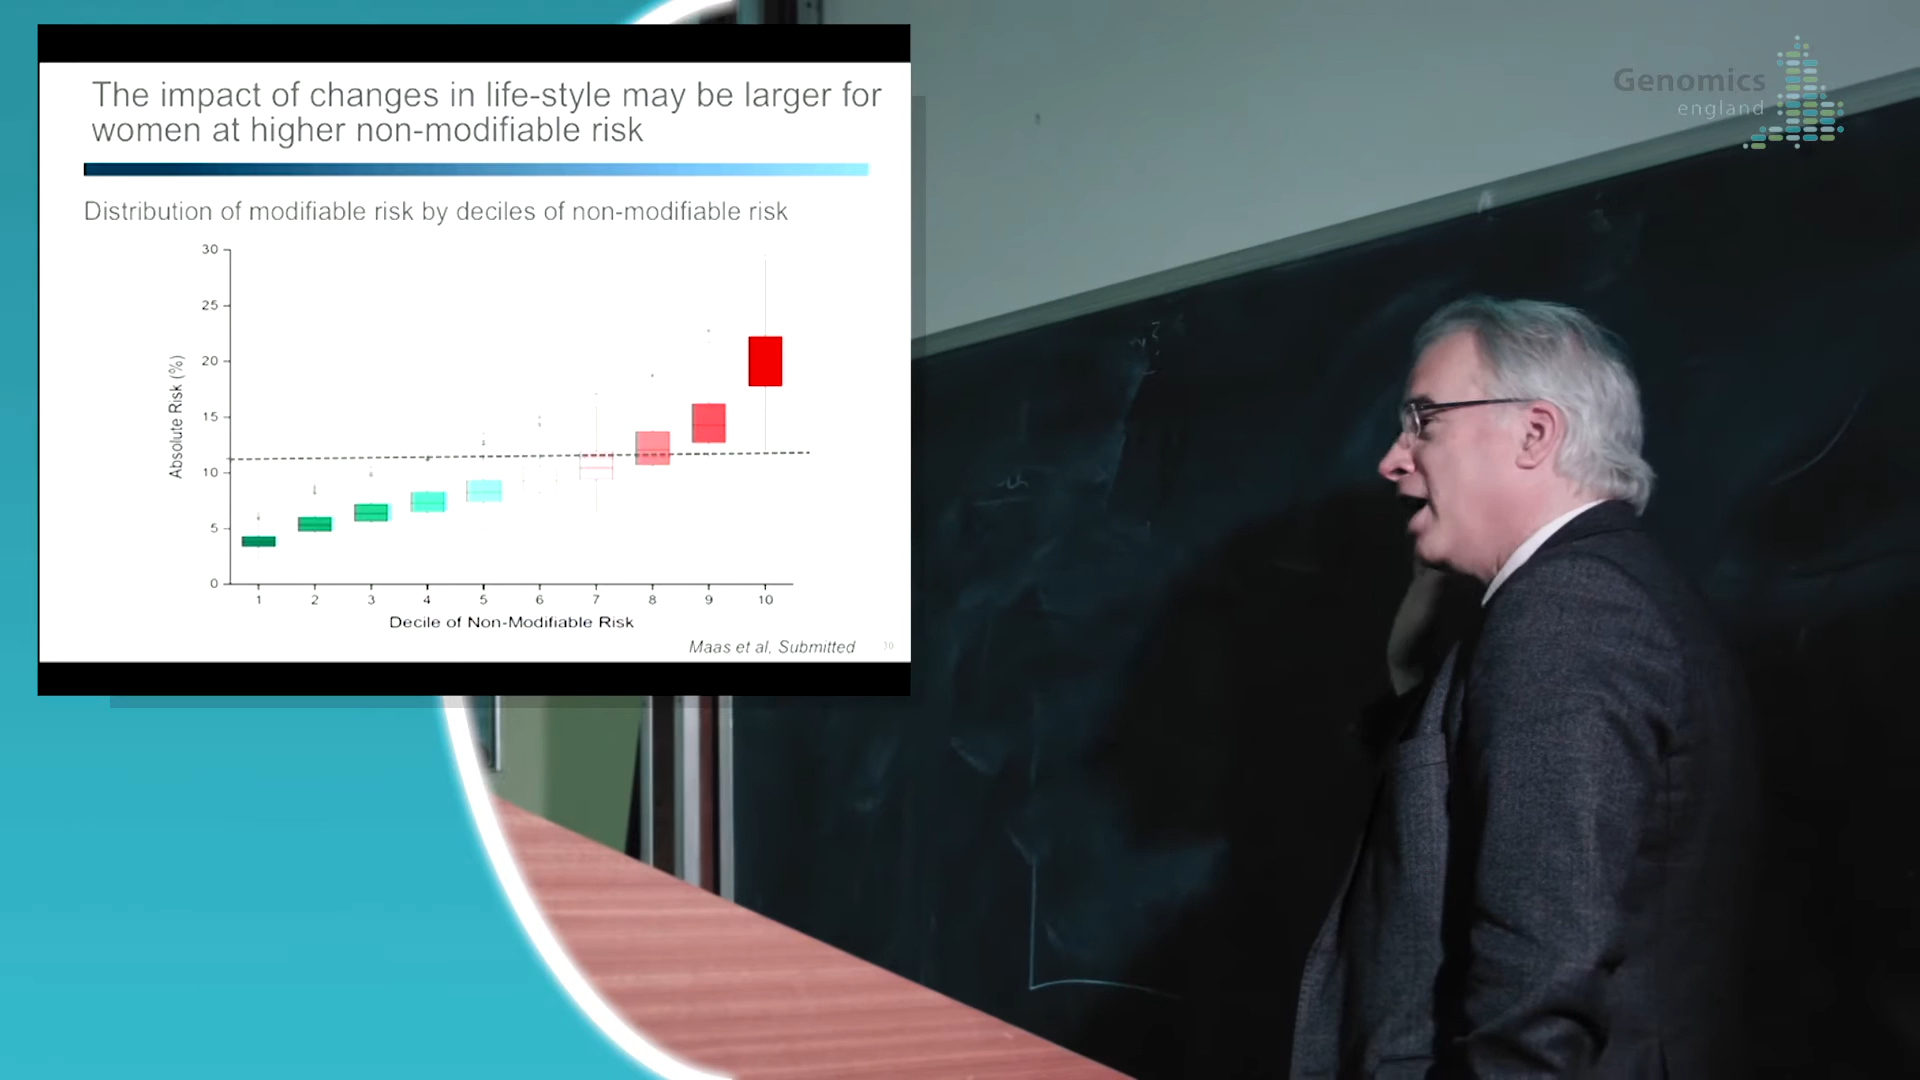 The impact of changes in life-style may be larger for
women at higher non-modifiable risk
Distribution of modifiable risk by deciles of non-modifiable risk
30
25
20
15
10
5
0
Absolute Risk (%)
1 2 3 4 5 6 7 8 9 10
Decile of Non-Modifiable Risk
Maas et al, Submitted
30
Genomics
england